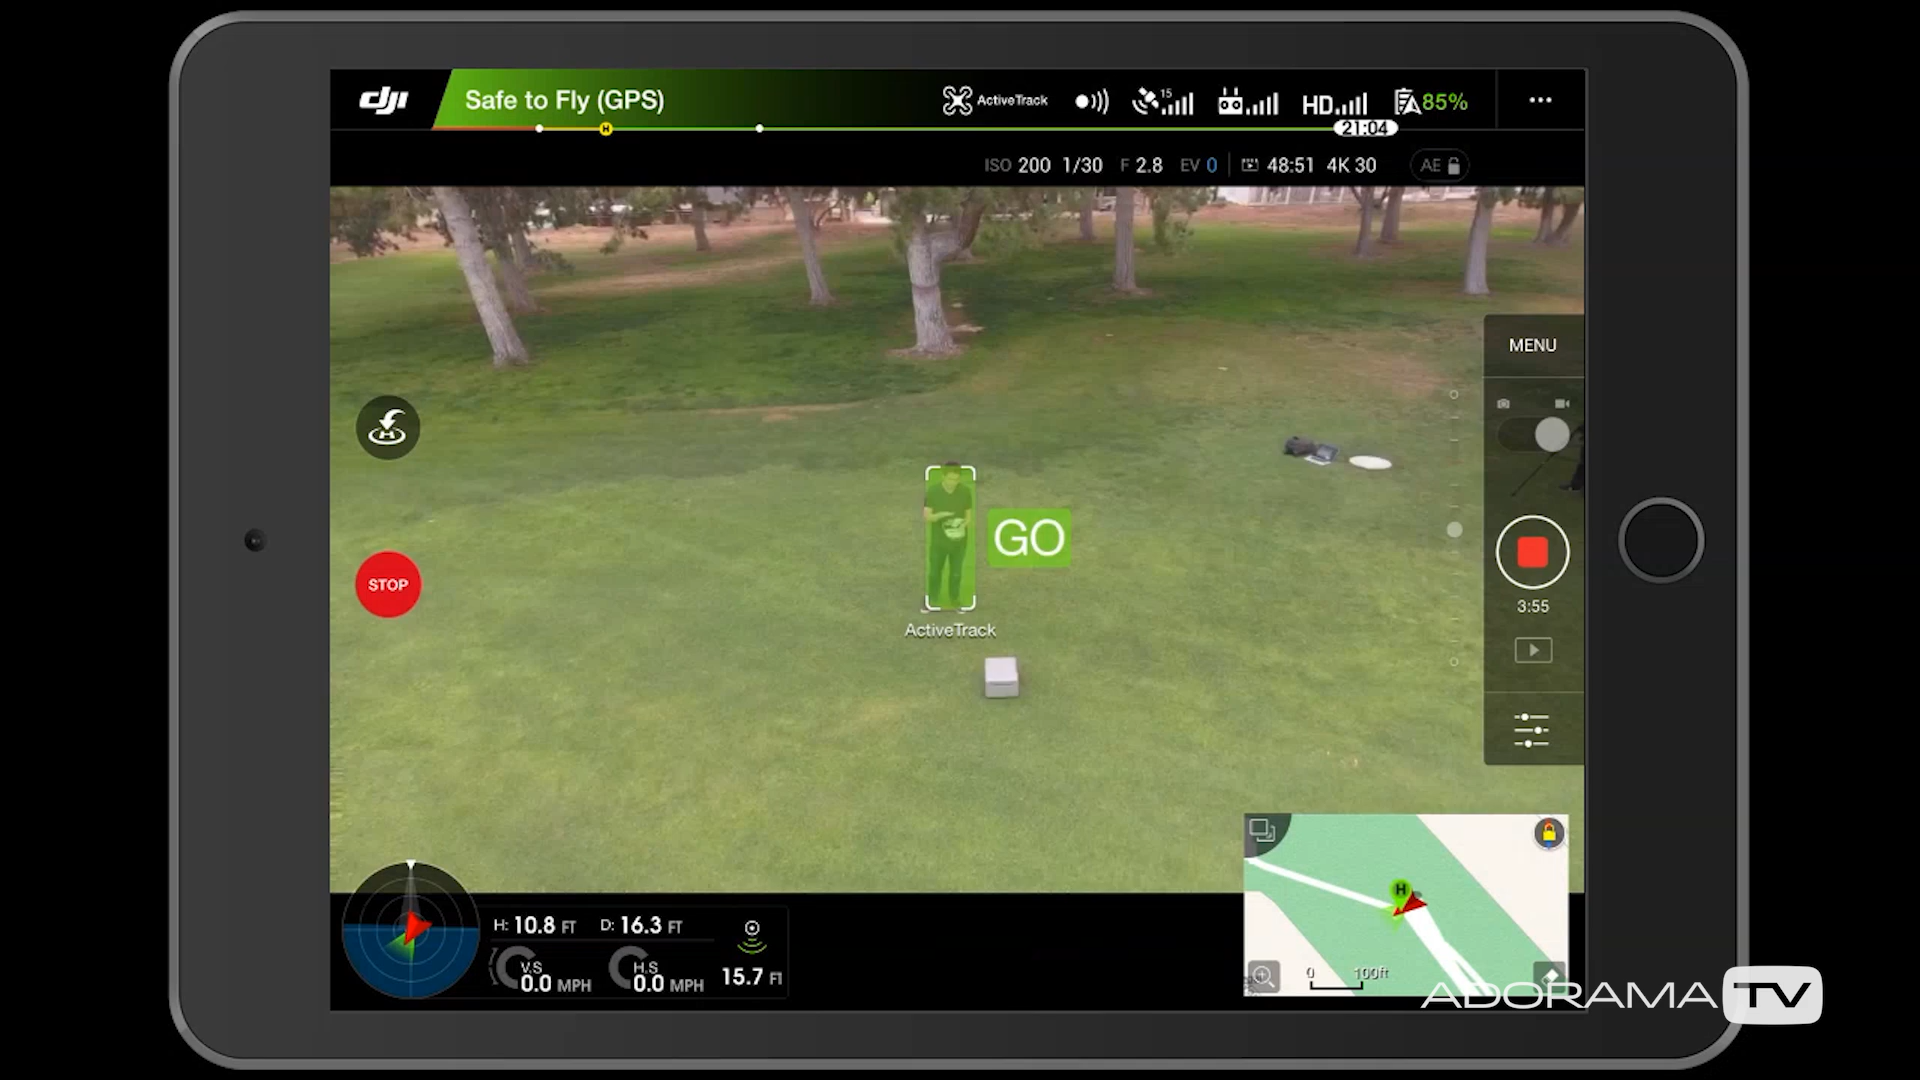 dji Safe to Fly (GPS) ActiveTrack 15 HD 85% ...
H 21:04
ISO 200 1/30 F 2.8 EV 0 48:51 4K 30 AE
MENU
GO
STOP
3:55
ActiveTrack
H
H: 10.8 FT D: 16.3 FT
V.S 0.0 MPH H.S 0.0 MPH 15.7 FT
0 100ft
ADORAMA TV